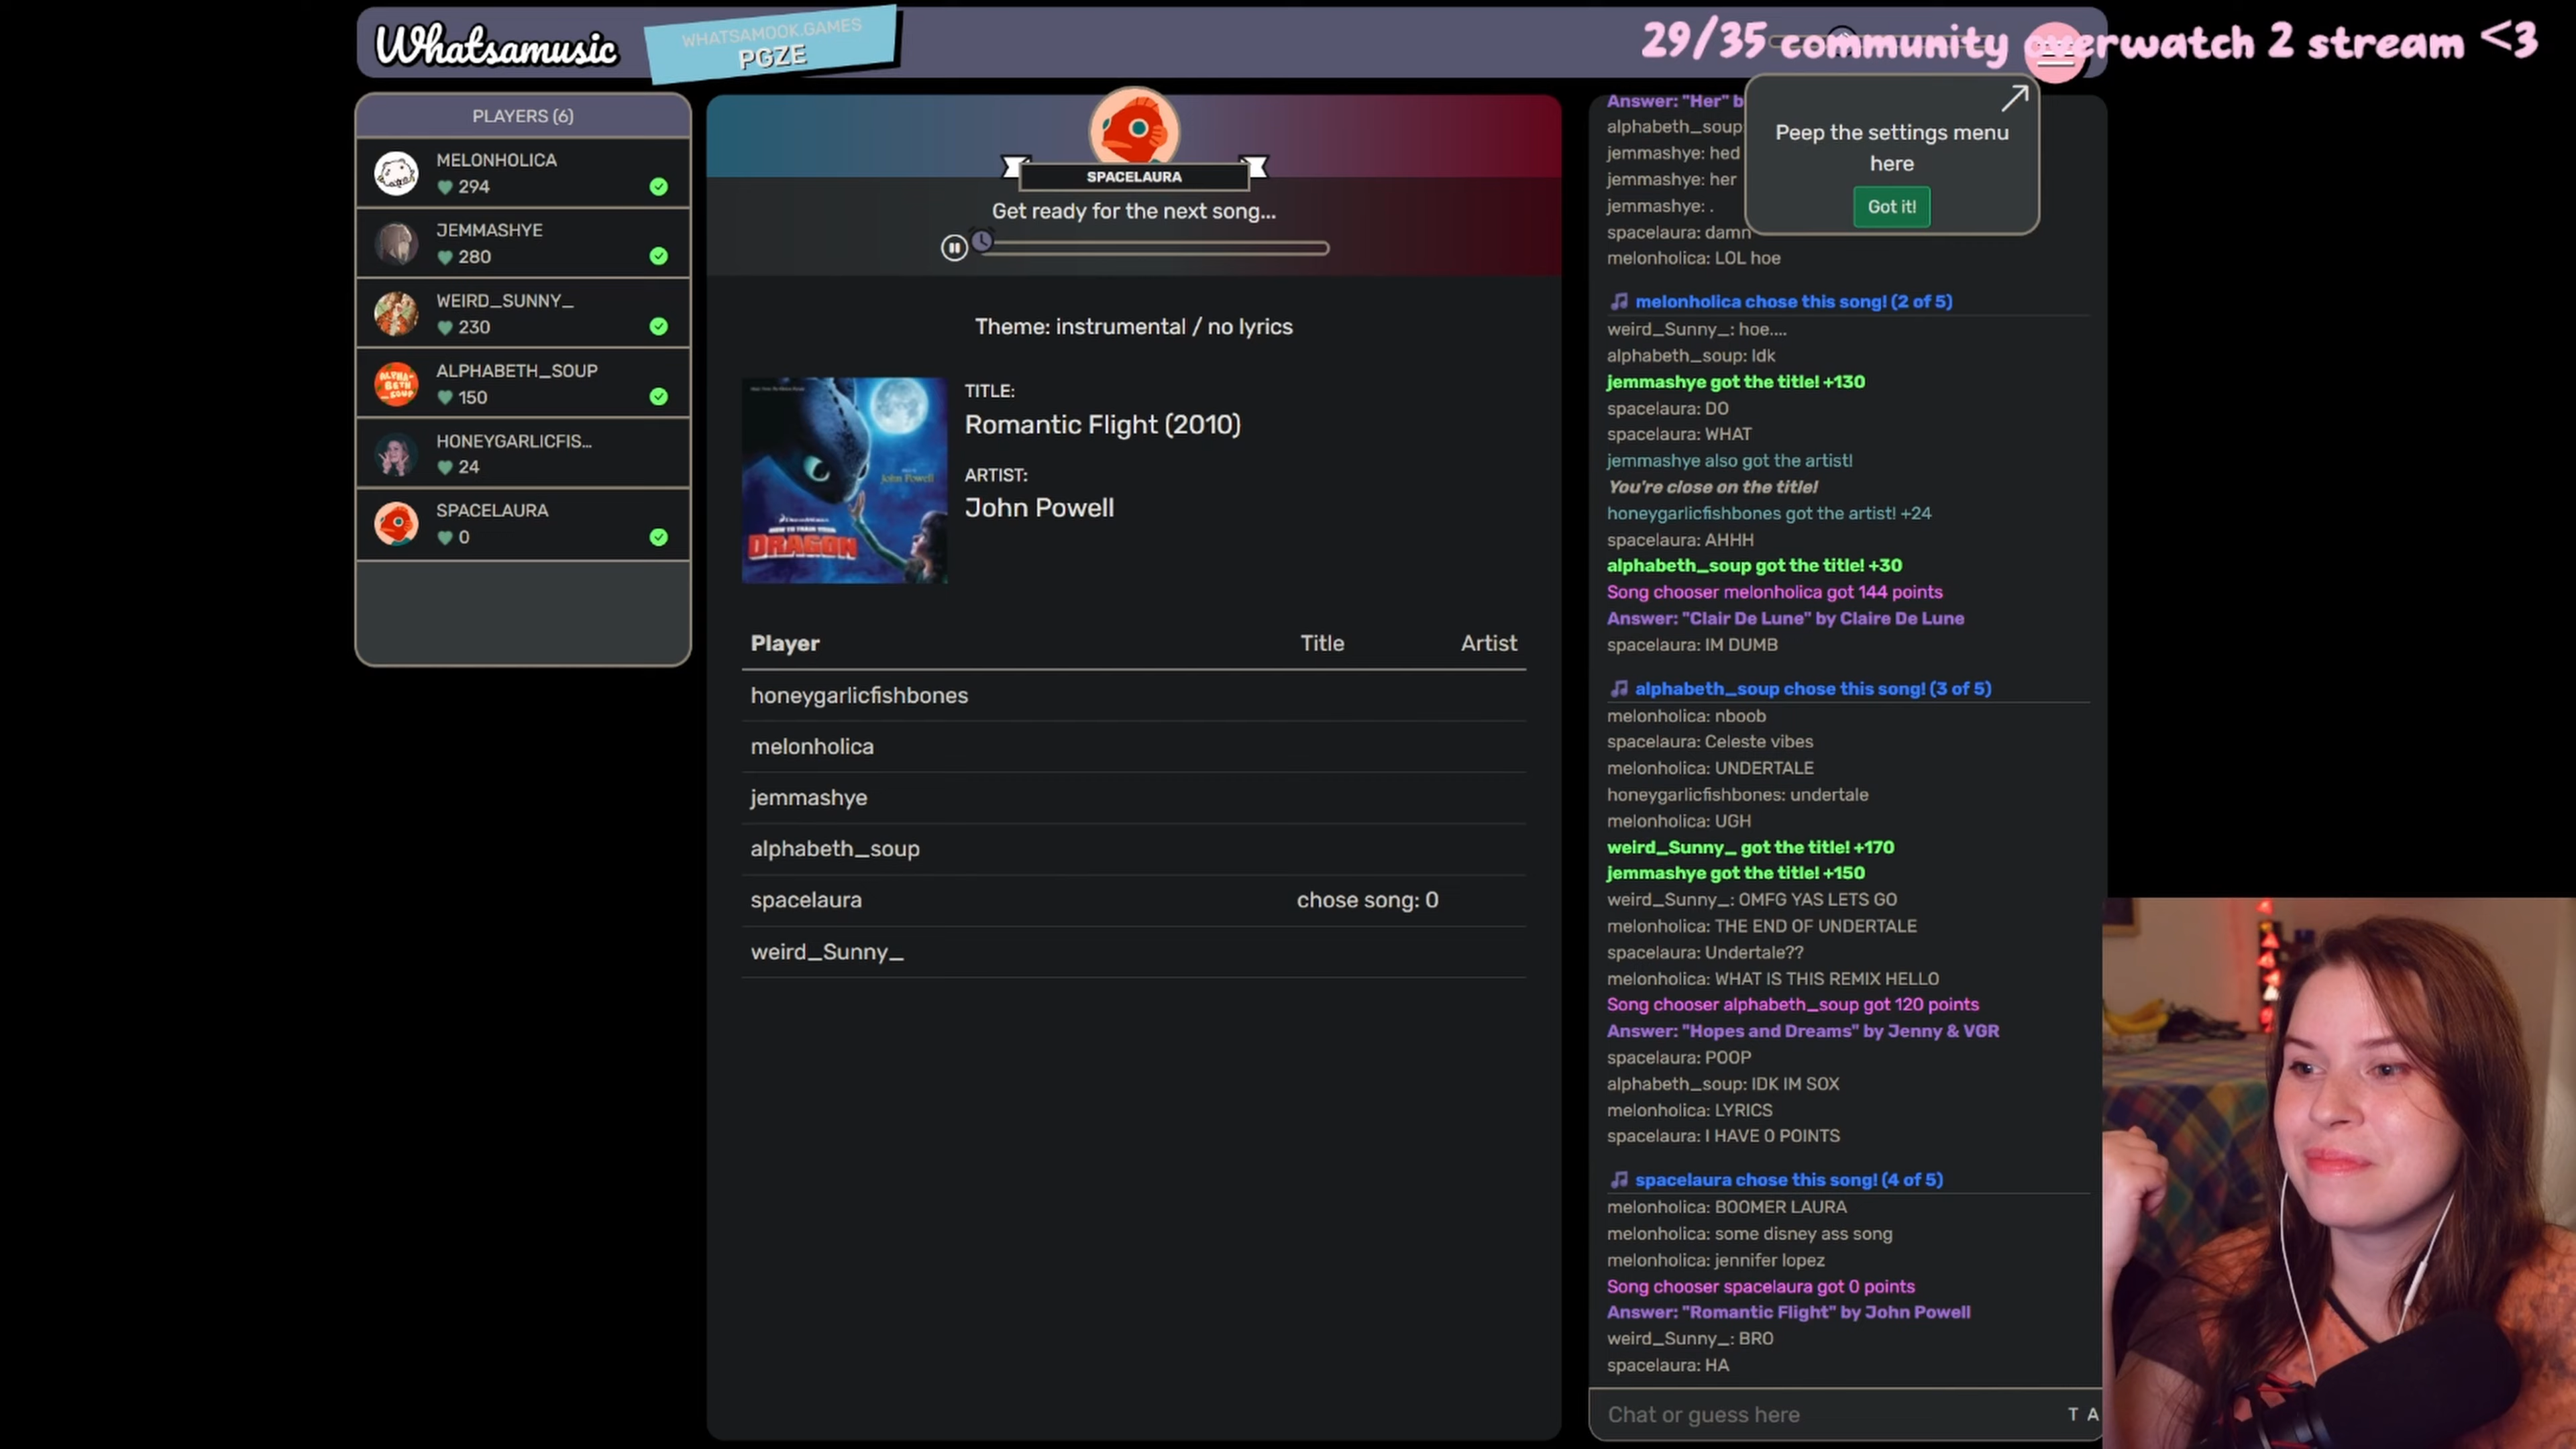 Whatsamusic
WHATSAMOOK.GAMES
PGZE
29/35 community overwatch 2 stream <3
PLAYERS (6)
MELONHOLICA
294
JEMMASHYE
280
WEIRD_SUNNY_
230
ALPHABETH_SOUP
150
HONEYGARLICFIS...
24
SPACELAURA
0
SPACELAURA
Get ready for the next song...
Theme: instrumental / no lyrics
John Powell
DREAMWORKS
HOW TO TRAIN YOUR
DRAGON
TITLE:
Romantic Flight (2010)
ARTIST:
John Powell
Player Title Artist
honeygarlicfishbones
melonholica
jemmashye
alphabeth_soup
spacelaura chose song: 0
weird_Sunny_
Peep the settings menu
here
Got it!
Answer: "Her" b
alphabeth_soup:
jemmashye: hed
jemmashye: her
jemmashye: .
spacelaura: damn
melonholica: LOL hoe
melonholica chose this song! (2 of 5)
weird_Sunny_: hoe....
alphabeth_soup: Idk
jemmashye got the title! +130
spacelaura: DO
spacelaura: WHAT
jemmashye also got the artist!
You're close on the title!
honeygarlicfishbones got the artist! +24
spacelaura: AHHH
alphabeth_soup got the title! +30
Song chooser melonholica got 144 points
Answer: "Clair De Lune" by Claire De Lune
spacelaura: IM DUMB
alphabeth_soup chose this song! (3 of 5)
melonholica: nboob
spacelaura: Celeste vibes
melonholica: UNDERTALE
honeygarlicfishbones: undertale
melonholica: UGH
weird_Sunny_ got the title! +170
jemmashye got the title! +150
weird_Sunny_: OMFG YAS LETS GO
melonholica: THE END OF UNDERTALE
spacelaura: Undertale??
melonholica: WHAT IS THIS REMIX HELLO
Song chooser alphabeth_soup got 120 points
Answer: "Hopes and Dreams" by Jenny & VGR
spacelaura: POOP
alphabeth_soup: IDK IM SOX
melonholica: LYRICS
spacelaura: I HAVE 0 POINTS
spacelaura chose this song! (4 of 5)
melonholica: BOOMER LAURA
melonholica: some disney ass song
melonholica: jennifer lopez
Song chooser spacelaura got 0 points
Answer: "Romantic Flight" by John Powell
weird_Sunny_: BRO
spacelaura: HA
Chat or guess here T A